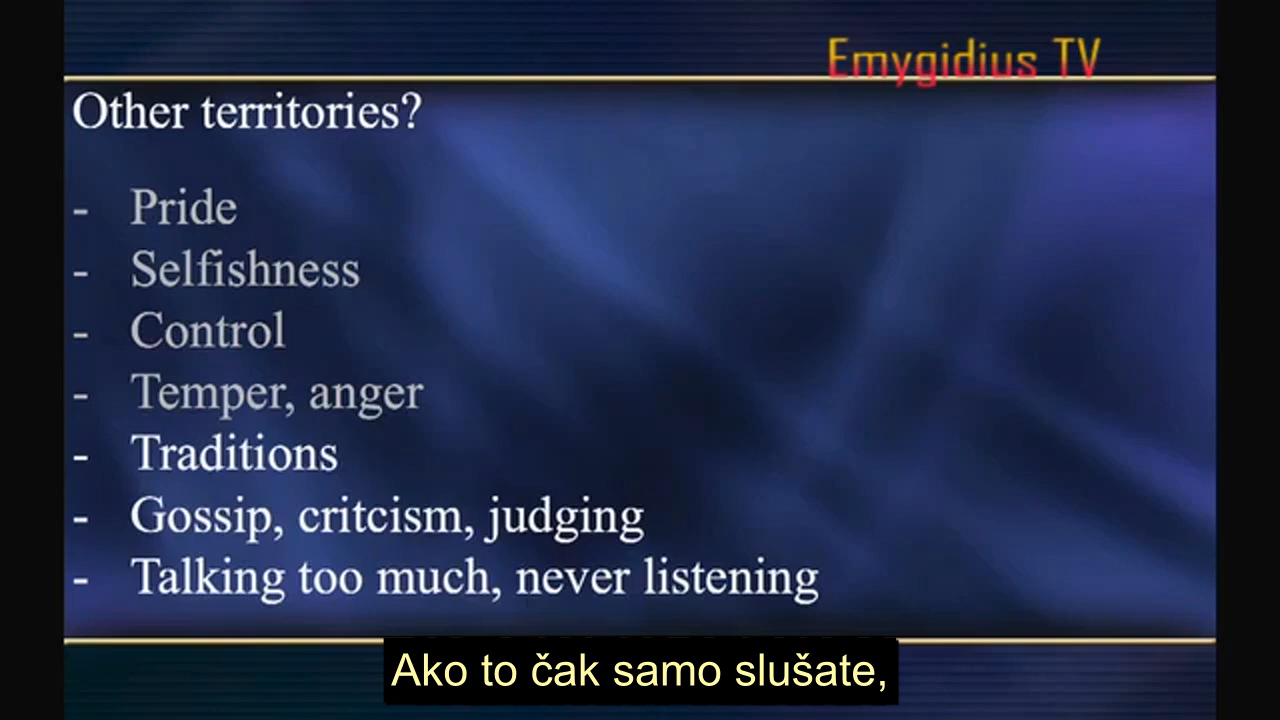 Emygidius TV
Other territories?
- Pride
- Selfishness
- Control
- Temper, anger
- Traditions
- Gossip, critcism, judging
- Talking too much, never listening
Ako to čak samo slušate,